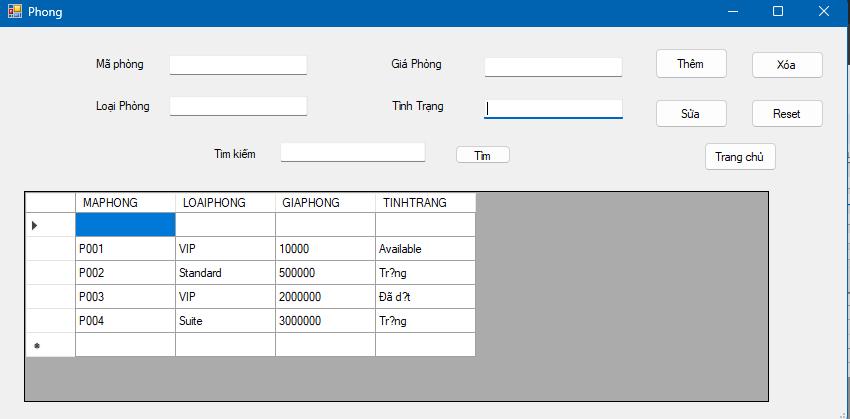 Phong
Mã phòng Giá Phòng Thêm Xóa
Loại Phòng Tình Trạng Sửa Reset
Tìm kiếm Tìm Trang chủ
MAPHONG LOAIPHONG GIAPHONG TINHTRANG
P001 VIP 10000 Available
P002 Standard 500000 Tr?ng
P003 VIP 2000000 Đã d?t
P004 Suite 3000000 Tr?ng